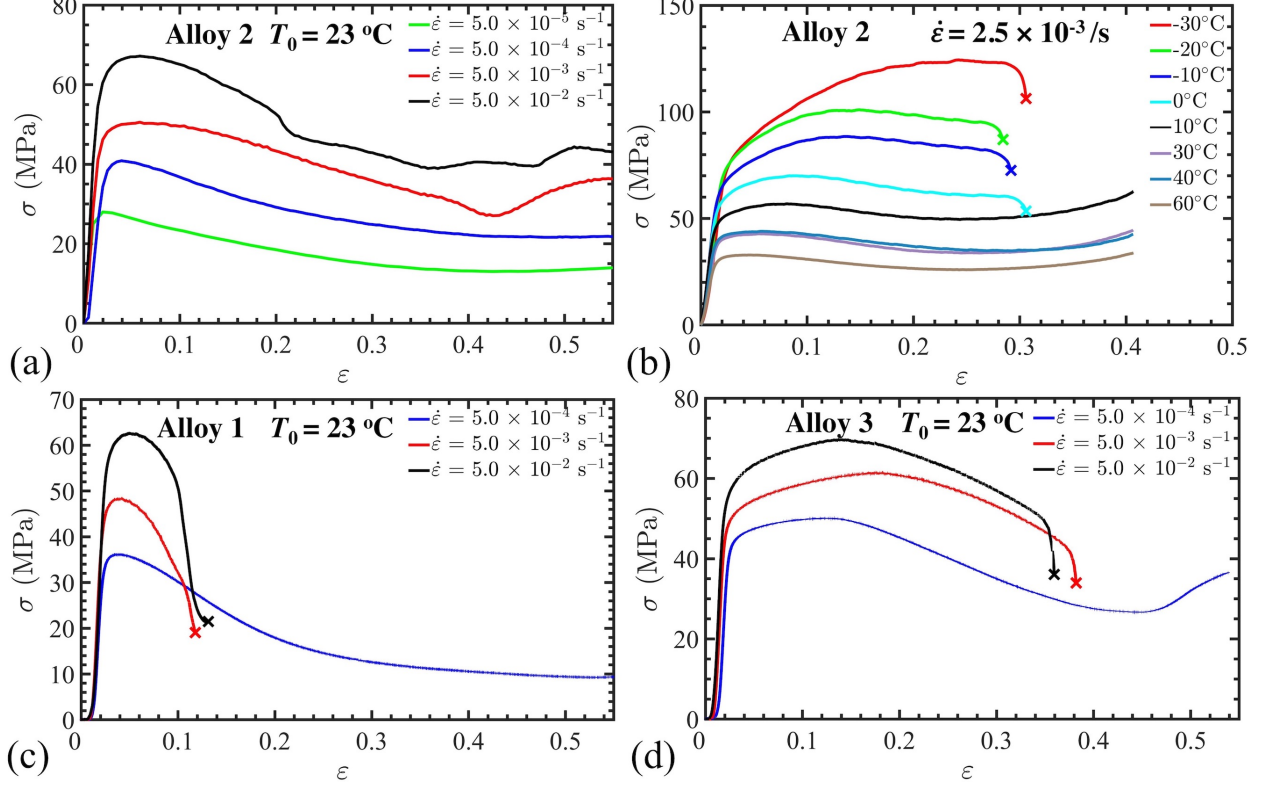 Alloy 2 T₀ = 23 ºC
ε̇ = 5.0 × 10⁻⁵ s⁻¹
ε̇ = 5.0 × 10⁻⁴ s⁻¹
ε̇ = 5.0 × 10⁻³ s⁻¹
ε̇ = 5.0 × 10⁻² s⁻¹
80
60
40
20
0
σ (MPa)
0 0.1 0.2 0.3 0.4 0.5
ε
(a)
Alloy 2 ε̇ = 2.5 × 10⁻³ /s
-30°C
-20°C
-10°C
0°C
10°C
30°C
40°C
60°C
150
100
50
0
σ (MPa)
0 0.1 0.2 0.3 0.4 0.5
ε
(b)
Alloy 1 T₀ = 23 ºC
ε̇ = 5.0 × 10⁻⁴ s⁻¹
ε̇ = 5.0 × 10⁻³ s⁻¹
ε̇ = 5.0 × 10⁻² s⁻¹
70
60
50
40
30
20
10
0
σ (MPa)
0 0.1 0.2 0.3 0.4 0.5
ε
(c)
Alloy 3 T₀ = 23 ºC
ε̇ = 5.0 × 10⁻⁴ s⁻¹
ε̇ = 5.0 × 10⁻³ s⁻¹
ε̇ = 5.0 × 10⁻² s⁻¹
80
60
40
20
0
σ (MPa)
0 0.1 0.2 0.3 0.4 0.5
ε
(d)